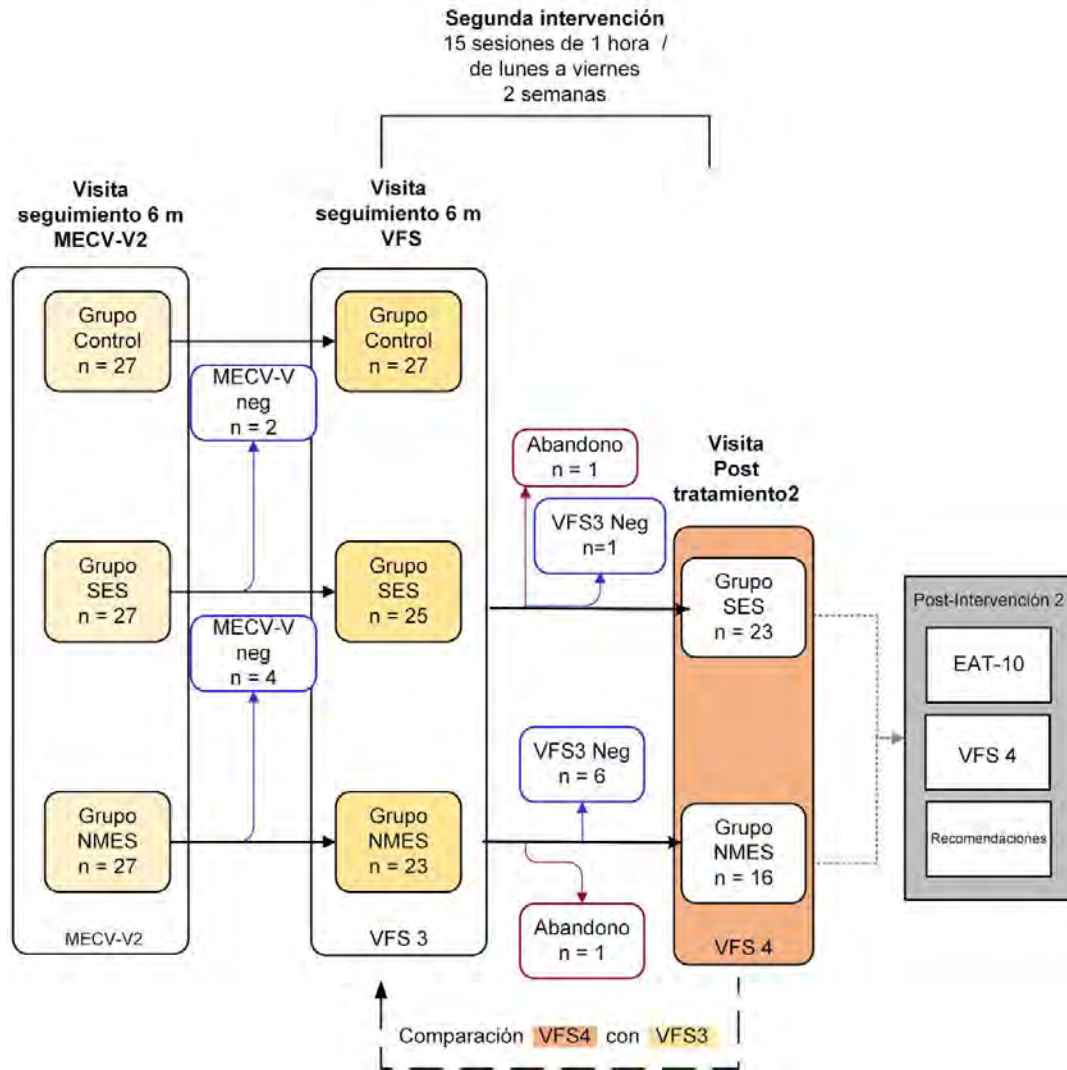 Segunda intervención
15 sesiones de 1 hora /
de lunes a viernes
2 semanas
Visita
seguimiento 6 m
MECV-V2
Visita
seguimiento 6 m
VFS
Grupo
Control
n = 27
Grupo
Control
n = 27
MECV-V
neg
n = 2
Abandono
n = 1
Visita
Post
tratamiento2
VFS3 Neg
n=1
Grupo
SES
n = 27
Grupo
SES
n = 25
Grupo
SES
n = 23
MECV-V
neg
n = 4
VFS3 Neg
n = 6
Grupo
NMES
n = 27
Grupo
NMES
n = 23
Grupo
NMES
n = 16
Abandono
n = 1
MECV-V2
VFS 3
VFS 4
Post-Intervención 2
EAT-10
VFS 4
Recomendaciones
Comparación VFS4 con VFS3